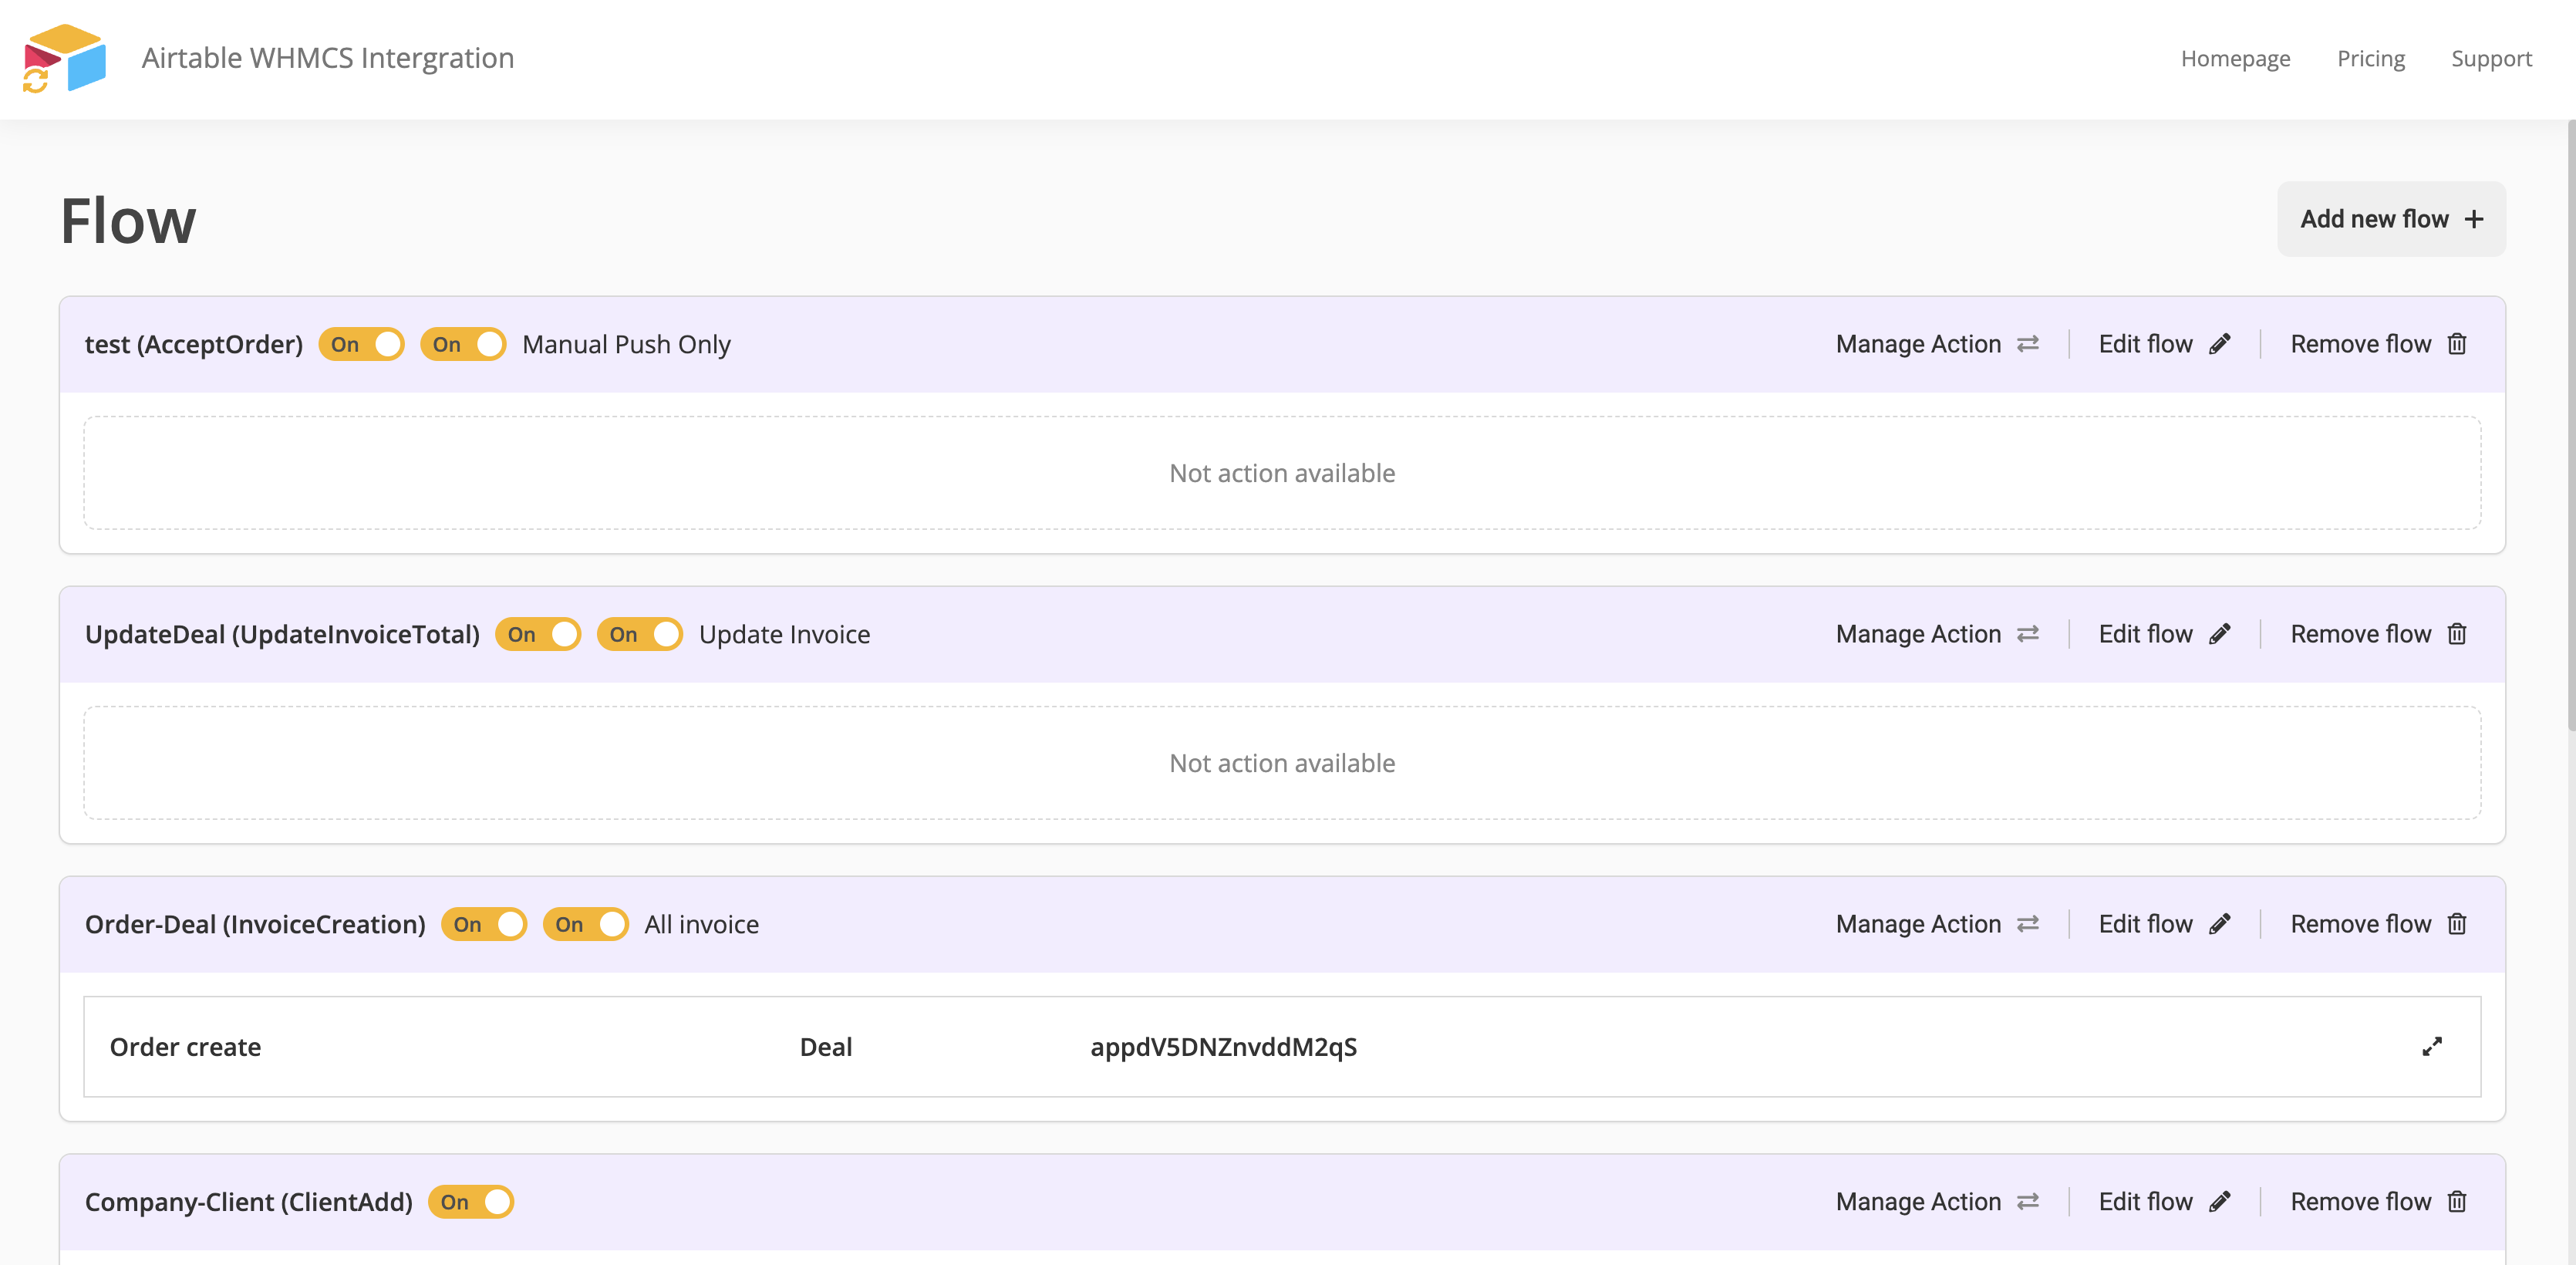 Airtable WHMCS Intergration
Homepage Pricing Support
Flow
Add new flow +
test (AcceptOrder) On On Manual Push Only Manage Action Edit flow Remove flow
Not action available
UpdateDeal (UpdateInvoiceTotal) On On Update Invoice Manage Action Edit flow Remove flow
Not action available
Order-Deal (InvoiceCreation) On On All invoice Manage Action Edit flow Remove flow
Order create Deal appdV5DNZnvddM2qS
Company-Client (ClientAdd) On Manage Action Edit flow Remove flow